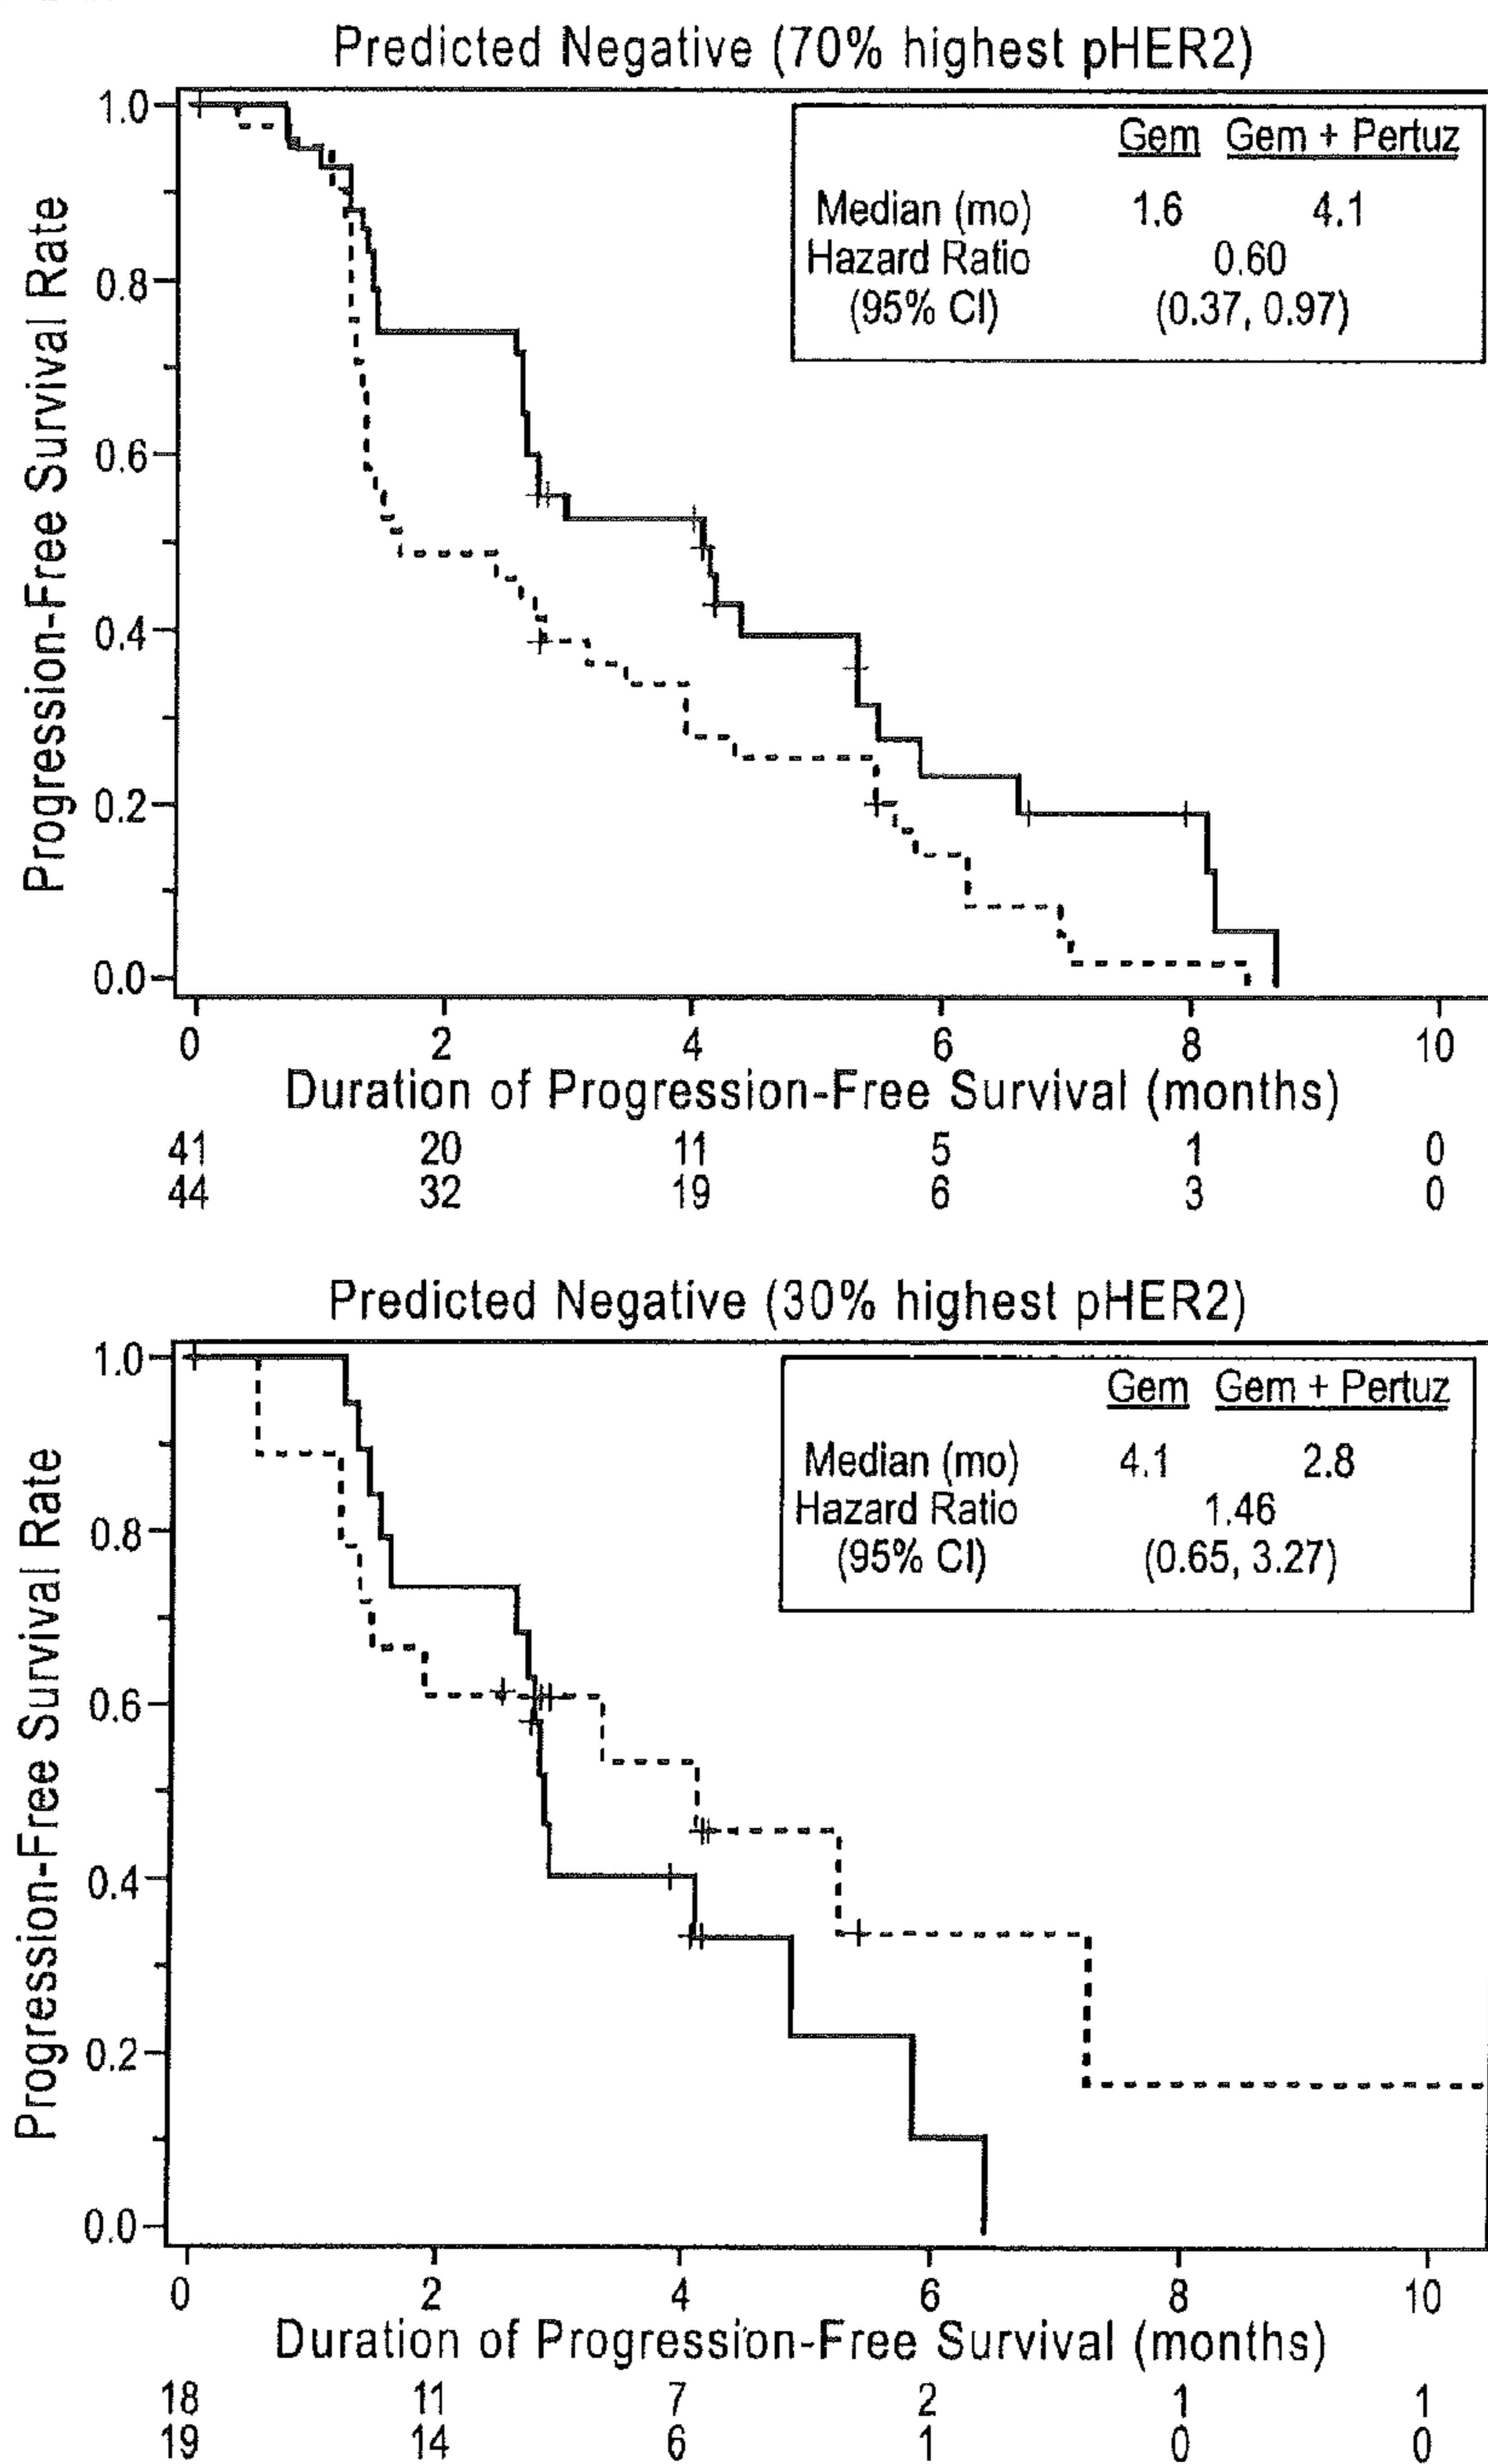 Predicted Negative (70% highest pHER2)
Progression-Free Survival Rate
1.0
0.8
0.6
0.4
0.2
0.0
Gem Gem + Pertuz
Median (mo) 1.6 4.1
Hazard Ratio 0.60
(95% CI) (0.37, 0.97)
0 2 4 6 8 10
Duration of Progression-Free Survival (months)
41 20 11 5 1 0
44 32 19 6 3 0
Predicted Negative (30% highest pHER2)
Progression-Free Survival Rate
1.0
0.8
0.6
0.4
0.2
0.0
Gem Gem + Pertuz
Median (mo) 4.1 2.8
Hazard Ratio 1.46
(95% CI) (0.65, 3.27)
0 2 4 6 8 10
Duration of Progression-Free Survival (months)
18 11 7 2 1 1
19 14 6 1 0 0